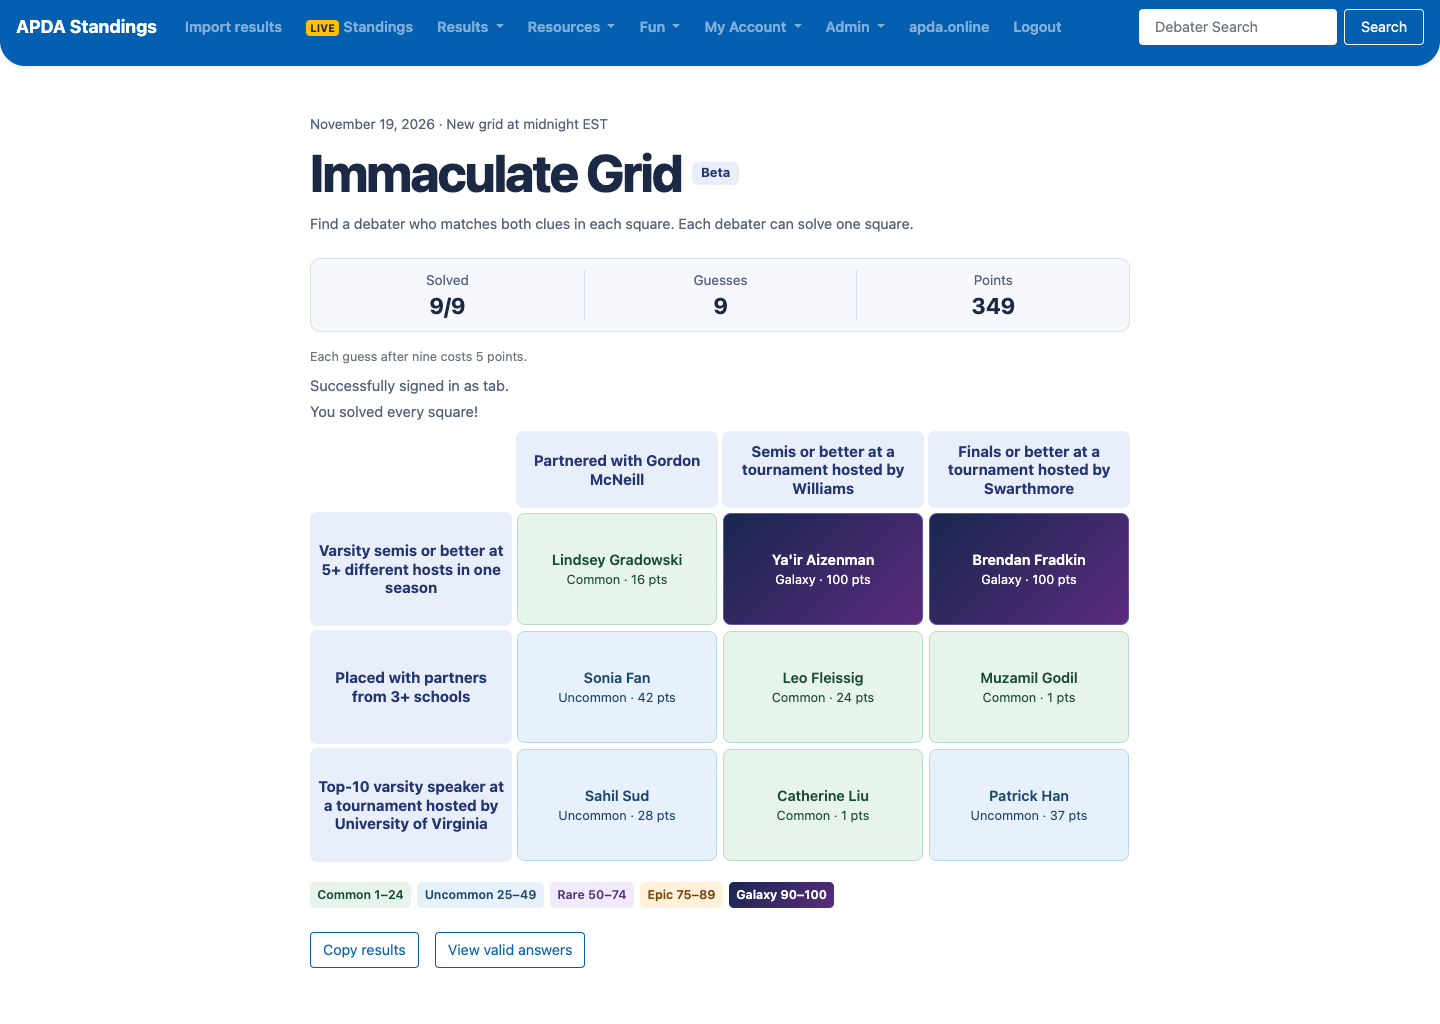 APDA Standings
Import results
LIVE Standings
Results
Resources
Fun
My Account
Admin
apda.online
Logout
Debater Search
Search
November 19, 2026 · New grid at midnight EST
Immaculate Grid
Beta
Find a debater who matches both clues in each square. Each debater can solve one square.
Solved
9/9
Guesses
9
Points
349
Each guess after nine costs 5 points.
Successfully signed in as tab.
You solved every square!
Partnered with Gordon
McNeill
Semis or better at a
tournament hosted by
Williams
Finals or better at a
tournament hosted by
Swarthmore
Varsity semis or better at
5+ different hosts in one
season
Lindsey Gradowski
Common · 16 pts
Ya'ir Aizenman
Galaxy · 100 pts
Brendan Fradkin
Galaxy · 100 pts
Placed with partners
from 3+ schools
Sonia Fan
Uncommon · 42 pts
Leo Fleissig
Common · 24 pts
Muzamil Godil
Common · 1 pts
Top-10 varsity speaker at
a tournament hosted by
University of Virginia
Sahil Sud
Uncommon · 28 pts
Catherine Liu
Common · 1 pts
Patrick Han
Uncommon · 37 pts
Common 1–24
Uncommon 25–49
Rare 50–74
Epic 75–89
Galaxy 90–100
Copy results
View valid answers